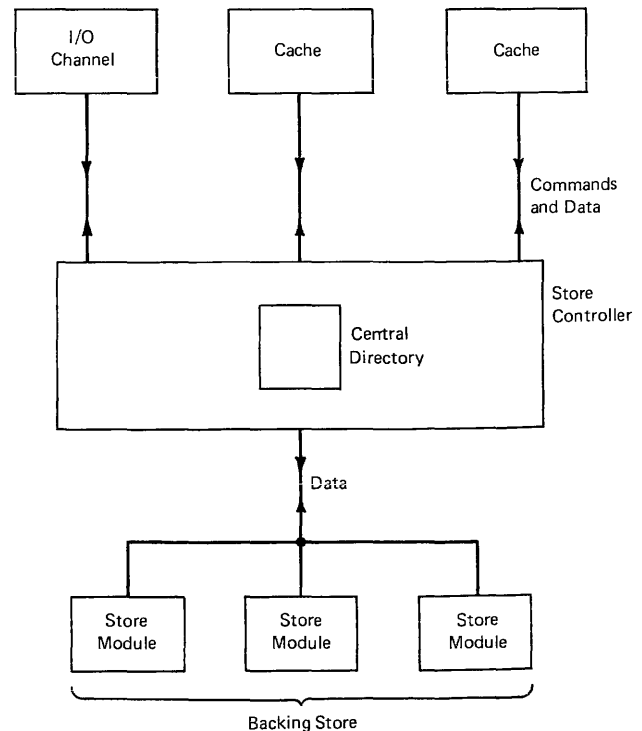 I/O
Channel
Cache
Cache
Commands
and Data
Store
Controller
Central
Directory
Data
Store
Module
Store
Module
Store
Module
Backing Store